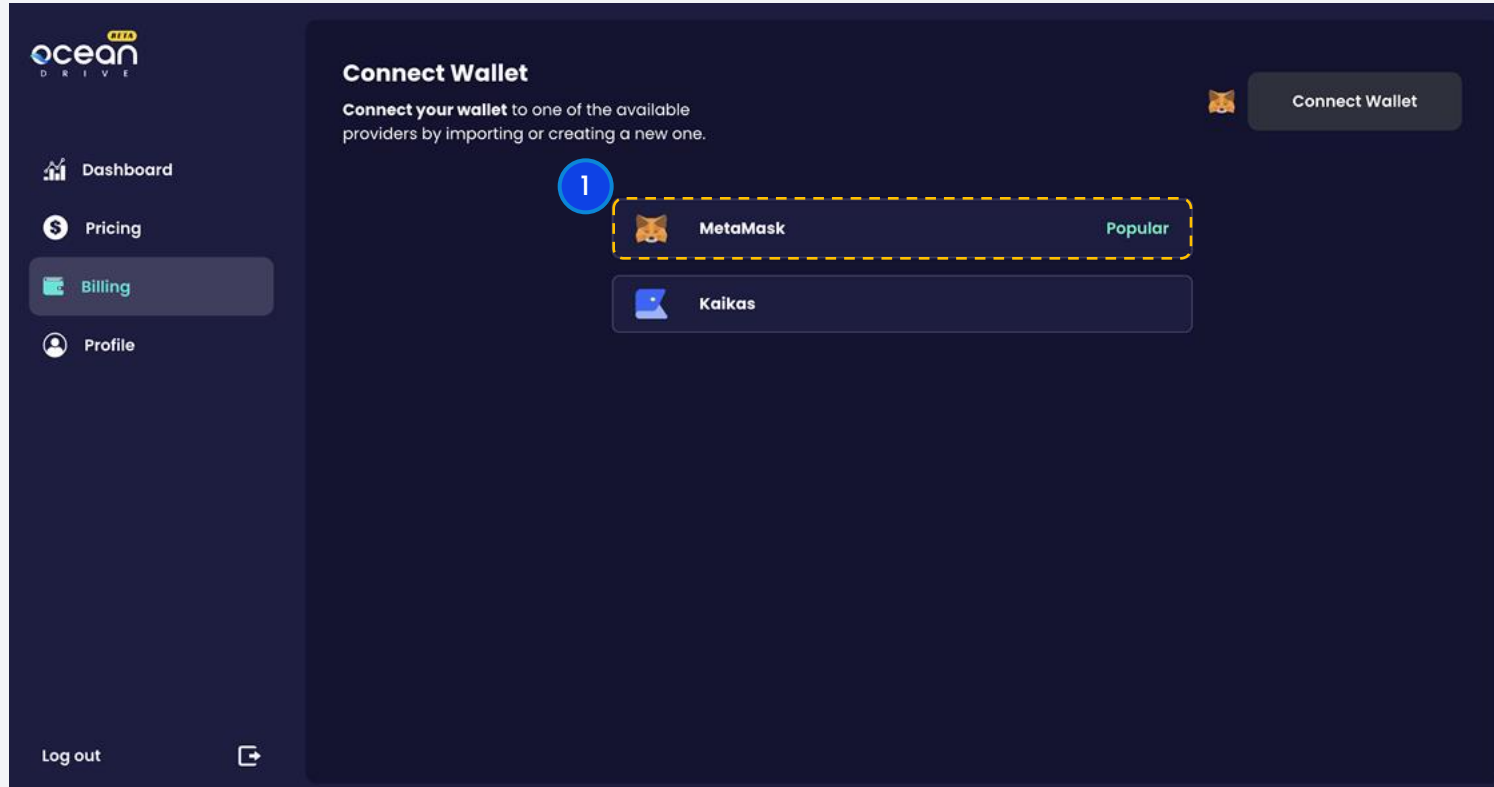 BETA
ocean
DRIVE
Dashboard
Pricing
Billing
Profile
Log out
Connect Wallet
Connect your wallet to one of the available
providers by importing or creating a new one.
Connect Wallet
1
MetaMask Popular
Kaikas